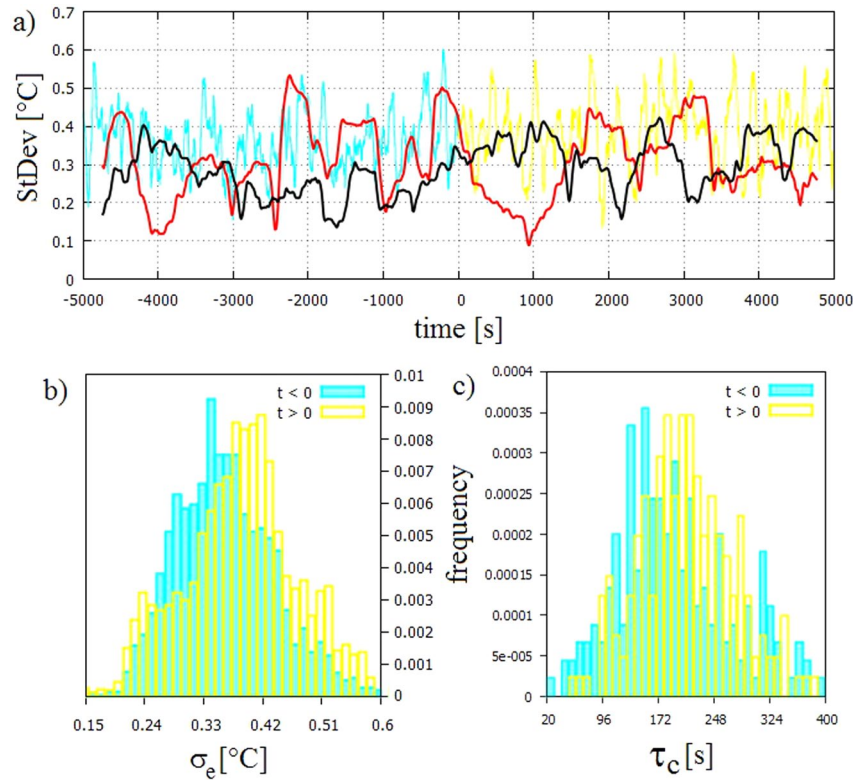 a)
StDev [°C]
0.7
0.6
0.5
0.4
0.3
0.2
0.1
0
-5000 -4000 -3000 -2000 -1000 0 1000 2000 3000 4000 5000
time [s]
b)
t < 0
t > 0
0.01
0.009
0.008
0.007
0.006
0.005
0.004
0.003
0.002
0.001
0
0.15 0.24 0.33 0.42 0.51 0.6
σe [°C]
frequency
c)
t < 0
t > 0
0.0004
0.00035
0.0003
0.00025
0.0002
0.00015
0.0001
5e-005
0
20 96 172 248 324 400
τc [s]